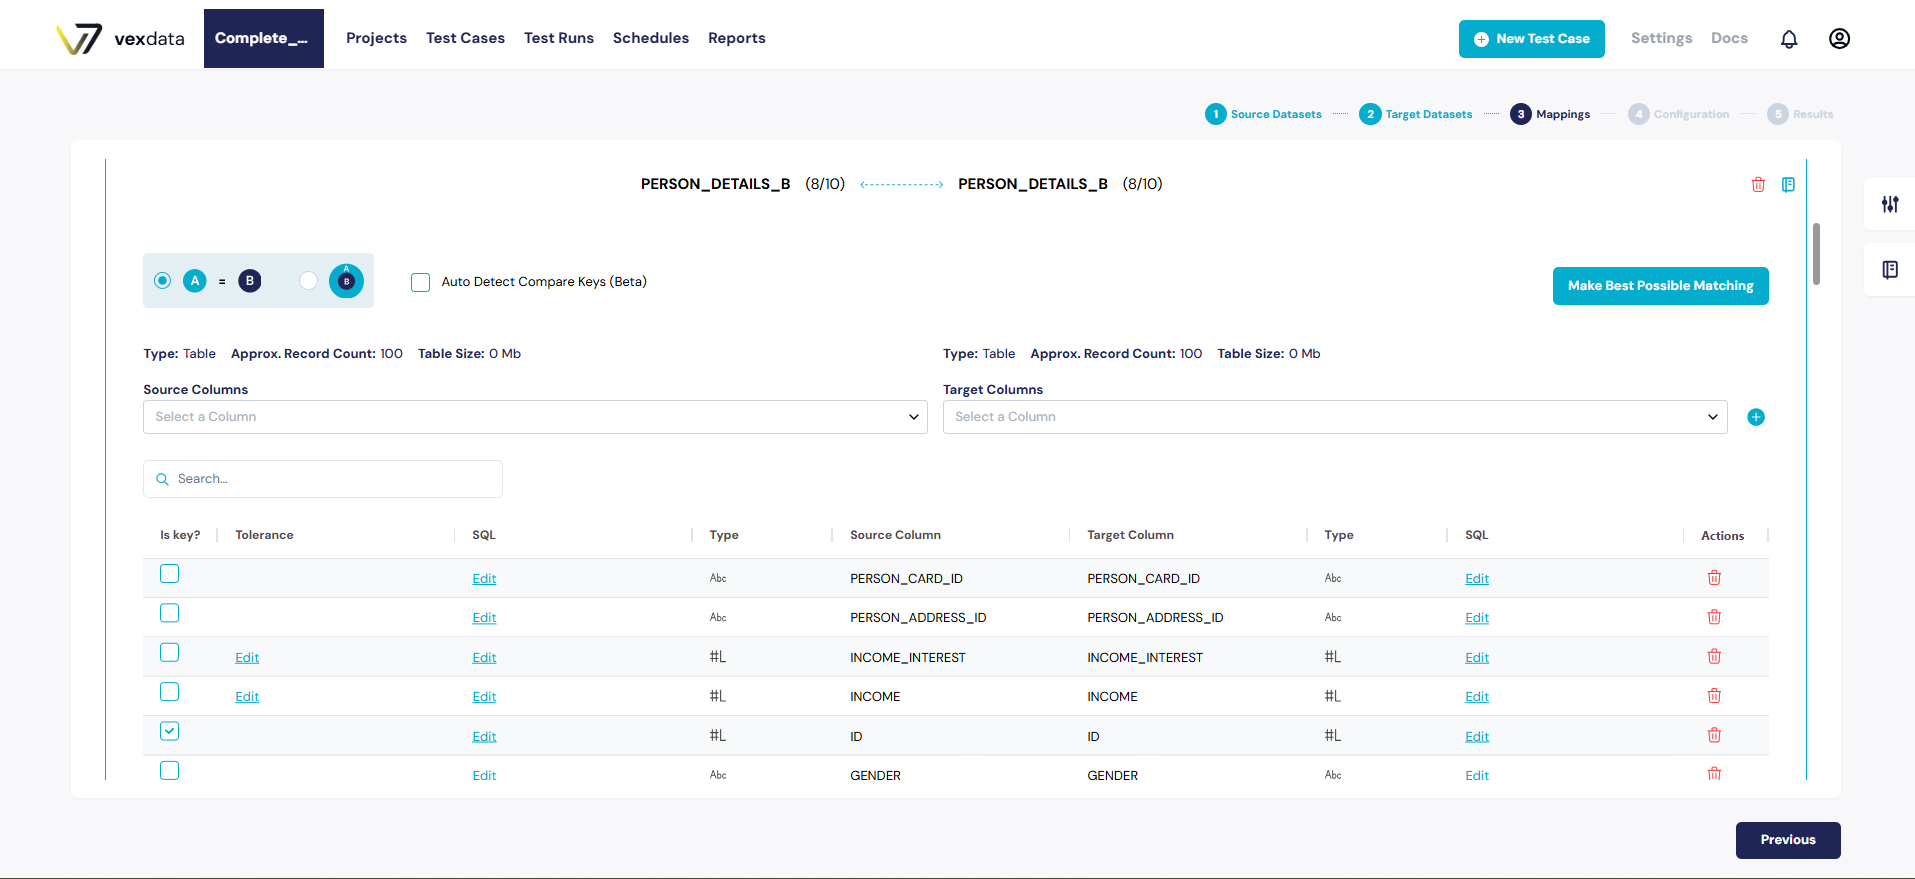 vexdata Complete_... Projects Test Cases Test Runs Schedules Reports New Test Case Settings Docs
1 Source Datasets 2 Target Datasets 3 Mappings 4 Configuration 5 Results
PERSON_DETAILS_B (8/10) PERSON_DETAILS_B (8/10)
A = B A B Auto Detect Compare Keys (Beta) Make Best Possible Matching
Type: Table Approx. Record Count: 100 Table Size: 0 Mb Type: Table Approx. Record Count: 100 Table Size: 0 Mb
Source Columns Target Columns
Select a Column Select a Column
Search...
Is key? Tolerance SQL Type Source Column Target Column Type SQL Actions
Edit Abc PERSON_CARD_ID PERSON_CARD_ID Abc Edit
Edit Abc PERSON_ADDRESS_ID PERSON_ADDRESS_ID Abc Edit
Edit Edit #L INCOME_INTEREST INCOME_INTEREST #L Edit
Edit Edit #L INCOME INCOME #L Edit
Edit #L ID ID #L Edit
Edit Abc GENDER GENDER Abc Edit
Previous